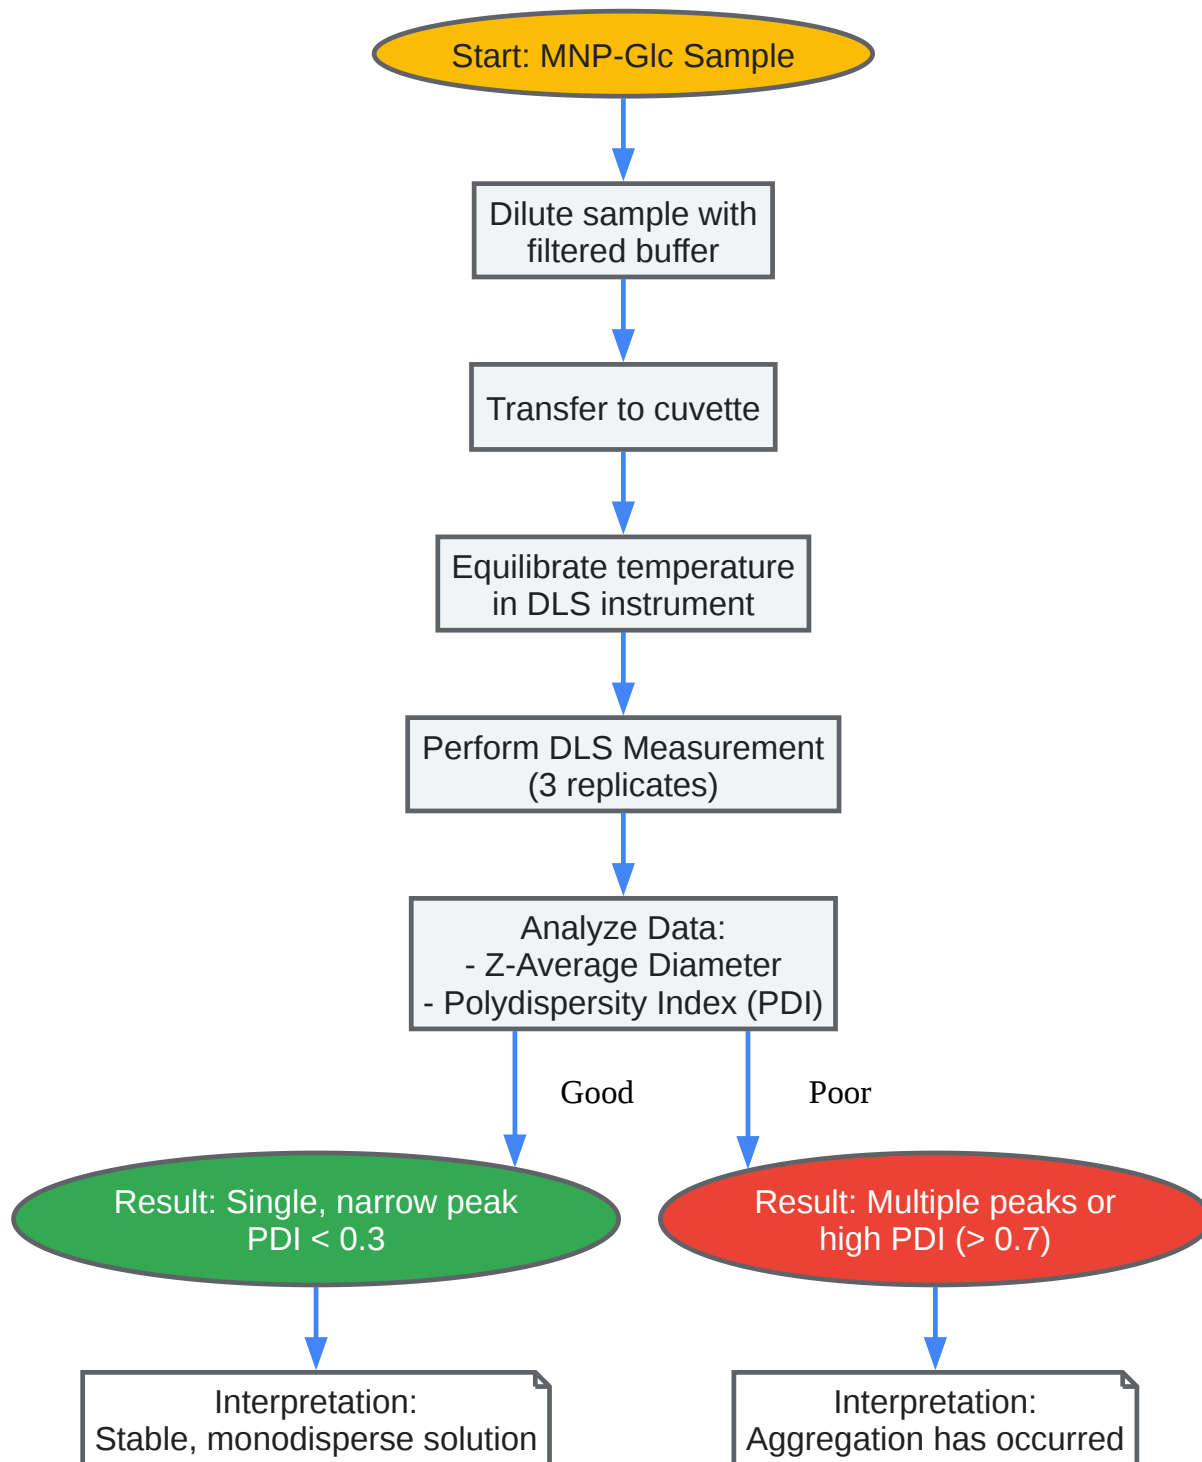 Start: MNP-Glc Sample
Dilute sample with
filtered buffer
Transfer to cuvette
Equilibrate temperature
in DLS instrument
Perform DLS Measurement
(3 replicates)
Analyze Data:
- Z-Average Diameter
- Polydispersity Index (PDI)
Good
Poor
Result: Single, narrow peak
PDI < 0.3
Result: Multiple peaks or
high PDI (> 0.7)
Interpretation:
Stable, monodisperse solution
Interpretation:
Aggregation has occurred